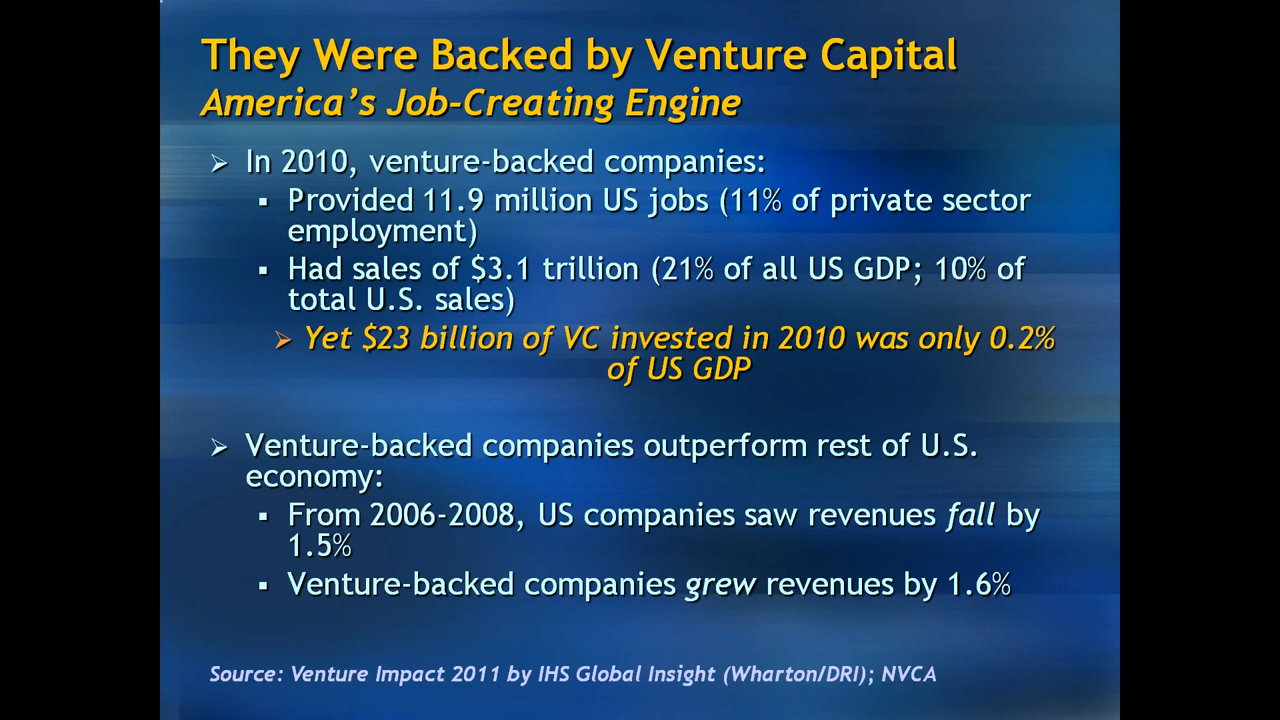 They Were Backed by Venture Capital
America's Job-Creating Engine
In 2010, venture-backed companies:
Provided 11.9 million US jobs (11% of private sector
employment)
Had sales of $3.1 trillion (21% of all US GDP; 10% of
total U.S. sales)
Yet $23 billion of VC invested in 2010 was only 0.2%
of US GDP
Venture-backed companies outperform rest of U.S.
economy:
From 2006-2008, US companies saw revenues fall by
1.5%
Venture-backed companies grew revenues by 1.6%
Source: Venture Impact 2011 by IHS Global Insight (Wharton/DRI); NVCA